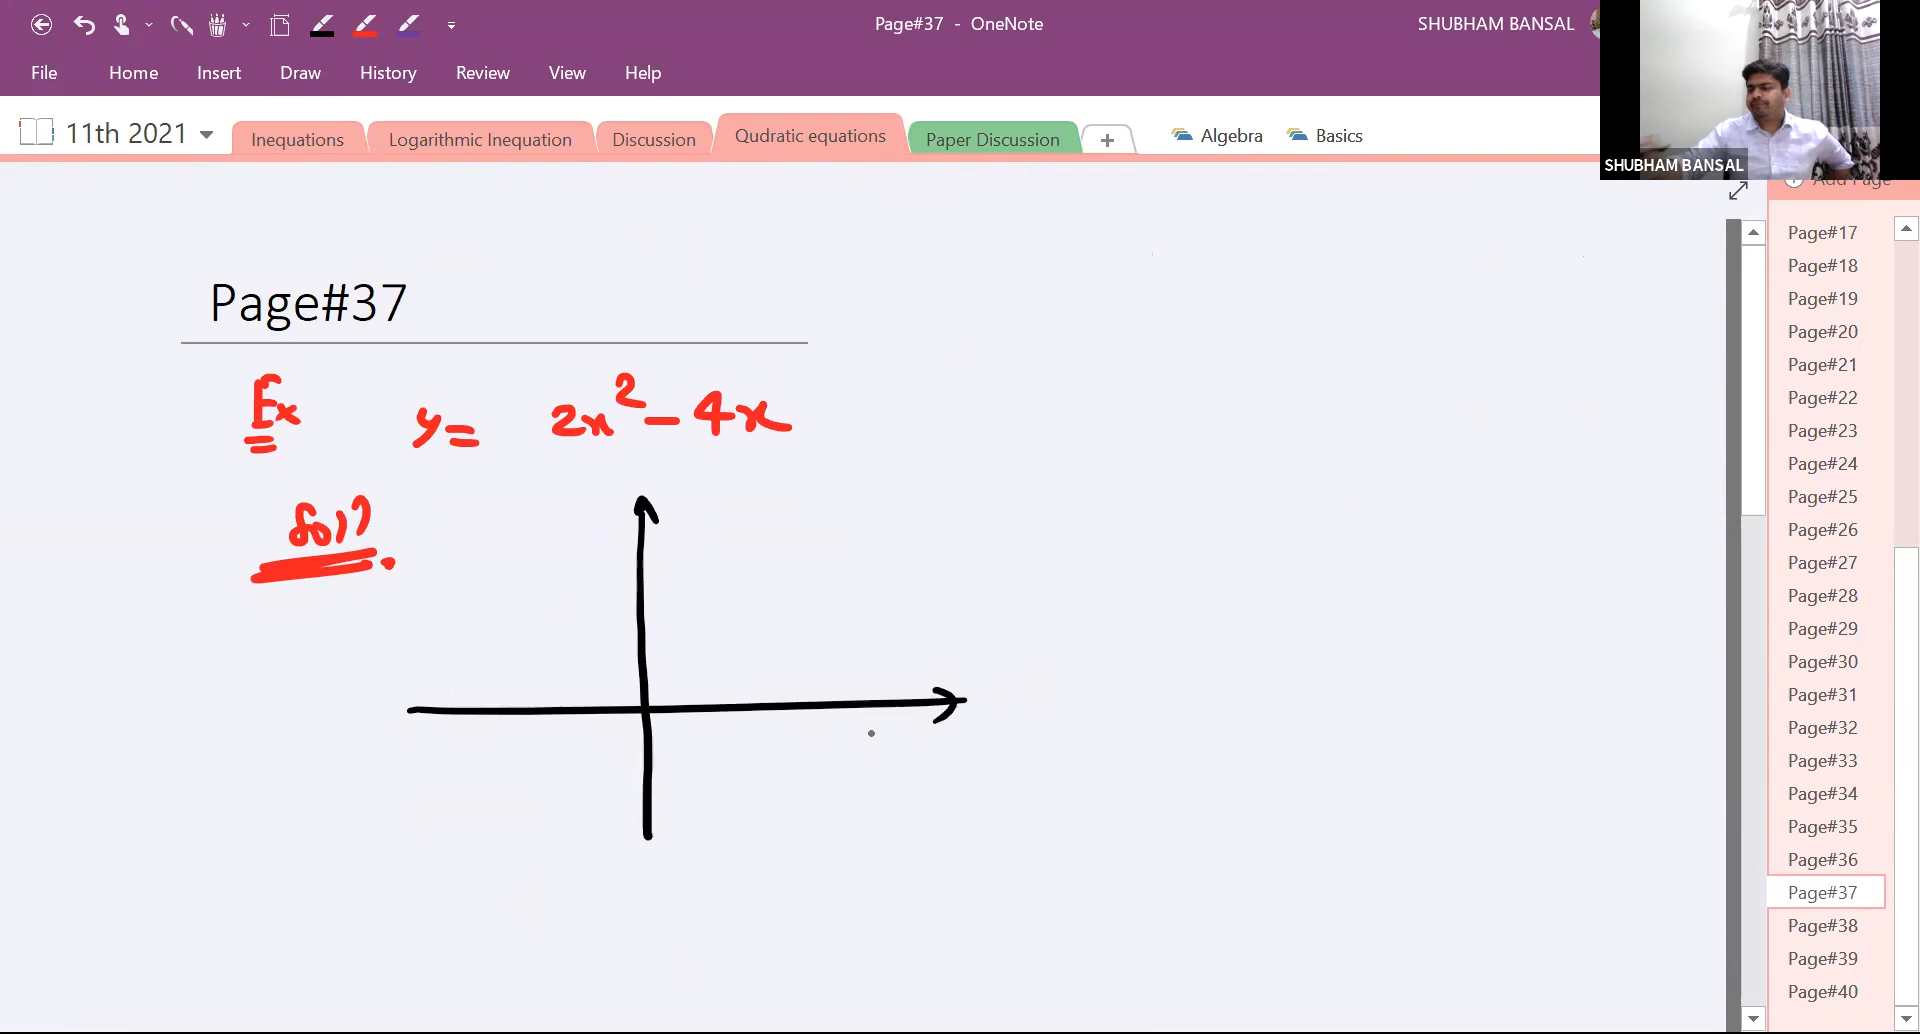 Page#37 - OneNote
SHUBHAM BANSAL
File Home Insert Draw History Review View Help
11th 2021
Inequations Logarithmic Inequation Discussion Qudratic equations Paper Discussion + Algebra Basics
SHUBHAM BANSAL
Add Page
Page#37
Ex y = 2x² - 4x
Page#17
Page#18
Page#19
Page#20
Page#21
Page#22
Page#23
Page#24
Page#25
Page#26
Page#27
Page#28
Page#29
Page#30
Page#31
Page#32
Page#33
Page#34
Page#35
Page#36
Page#37
Page#38
Page#39
Page#40